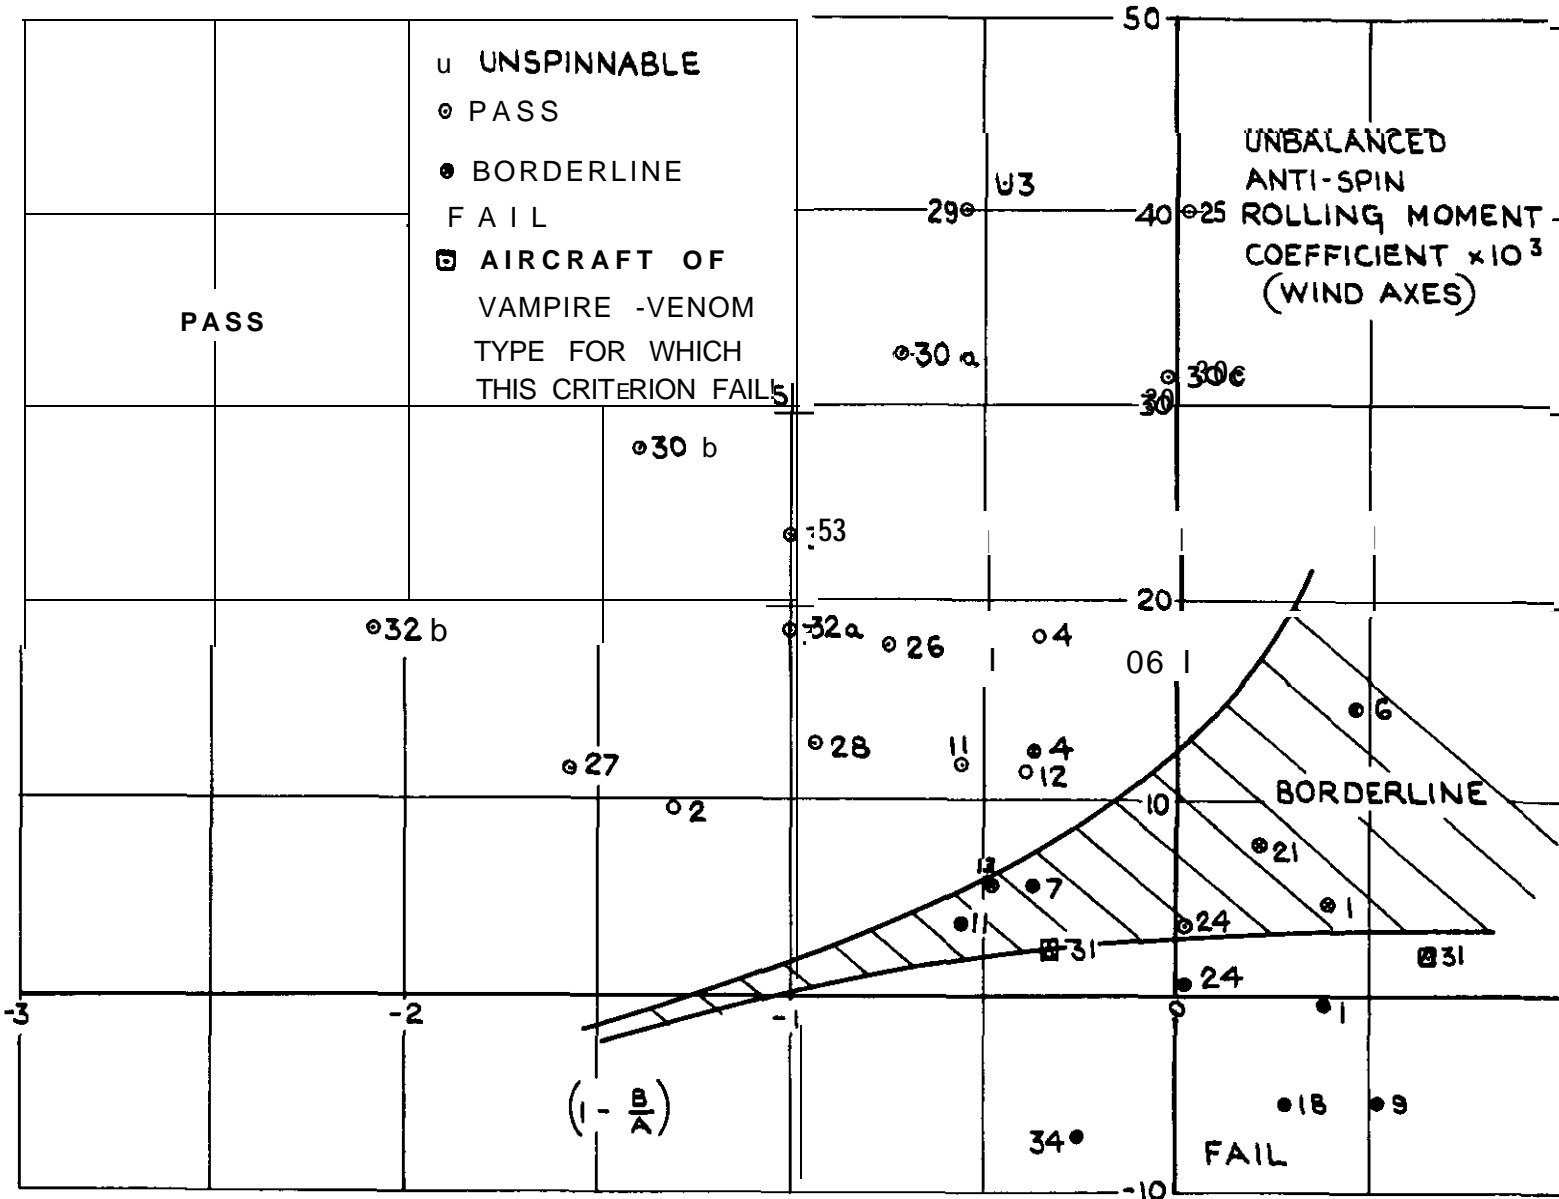 50
u UNSPINNABLE
⊙ PASS
● BORDERLINE
FAIL
AIRCRAFT OF
VAMPIRE -VENOM
TYPE FOR WHICH
THIS CRITERION FAIL
5
UNBALANCED
ANTI-SPIN
ROLLING MOMENT
COEFFICIENT ×10³
(WIND AXES)
U3
29
40
25
PASS
30 a
30c
30
30 b
53
20
32 b
32a
26
4
06
6
27
28
11
4
12
2
10
BORDERLINE
21
13
7
1
11
24
31
31
24
-3
-2
-1
0
1
(1 - B/A)
18
9
34
FAIL
-10